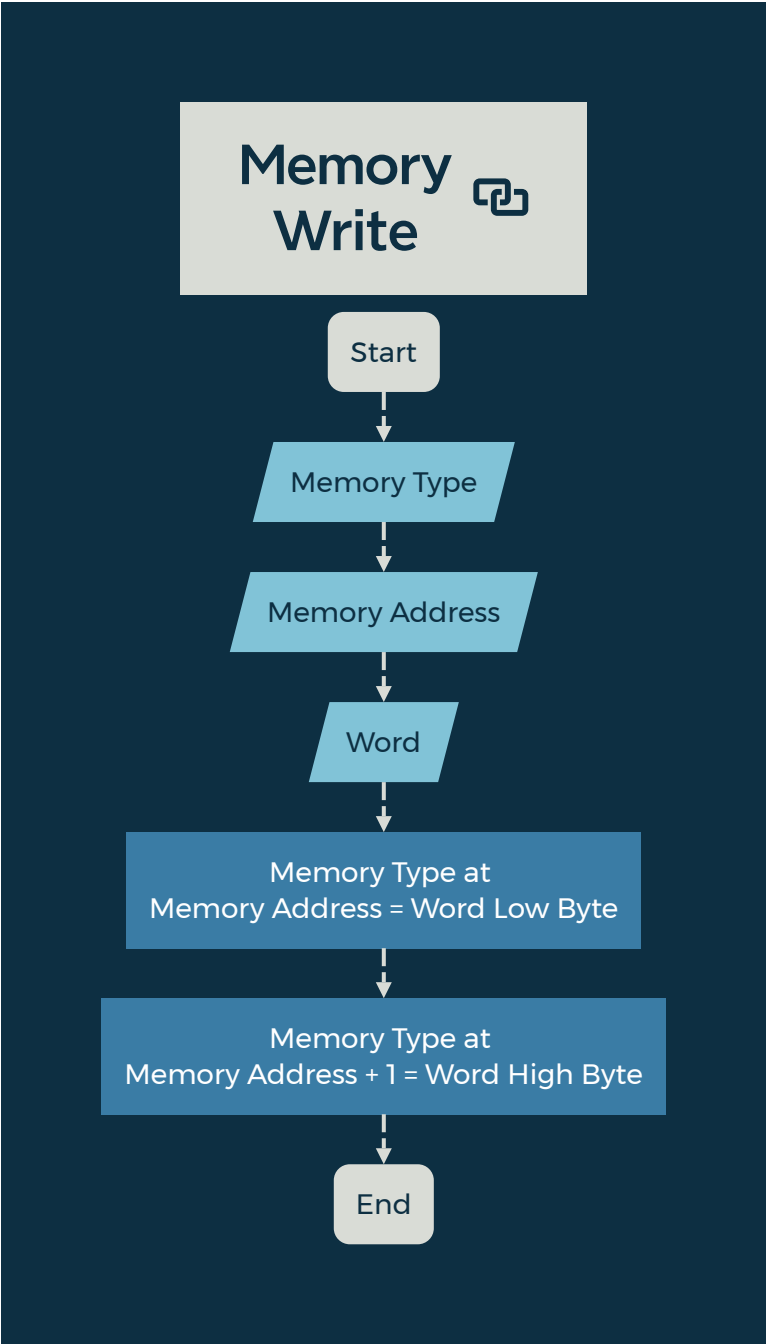 Memory
Write
Start
Memory Type
Memory Address
Word
Memory Type at
Memory Address = Word Low Byte
Memory Type at
Memory Address + 1 = Word High Byte
End